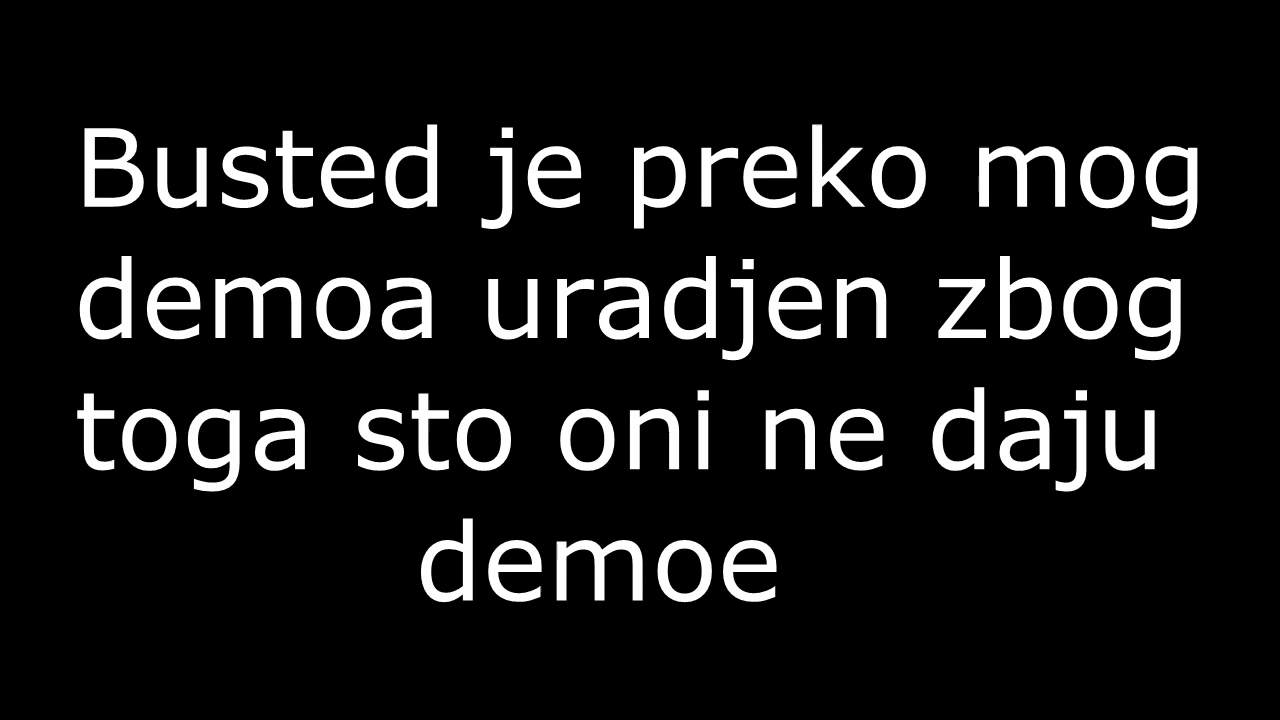 Busted je preko mog
demoa uradjen zbog
toga sto oni ne daju
demoe